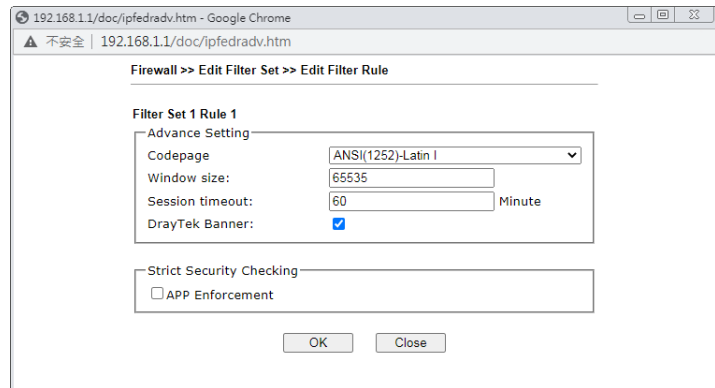 192.168.1.1/doc/ipfedradv.htm - Google Chrome
不安全 | 192.168.1.1/doc/ipfedradv.htm
Firewall >> Edit Filter Set >> Edit Filter Rule
Filter Set 1 Rule 1
Advance Setting
Codepage ANSI(1252)-Latin I
Window size: 65535
Session timeout: 60 Minute
DrayTek Banner:
Strict Security Checking
APP Enforcement
OK Close